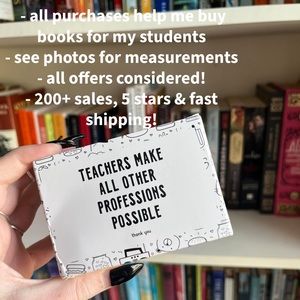 - all purchases help me buy
books for my students
- see photos for measurements
- all offers considered!
- 200+ sales, 5 stars & fast
shipping!
TEACHERS MAKE
ALL OTHER
PROFESSIONS
POSSIBLE
thank you